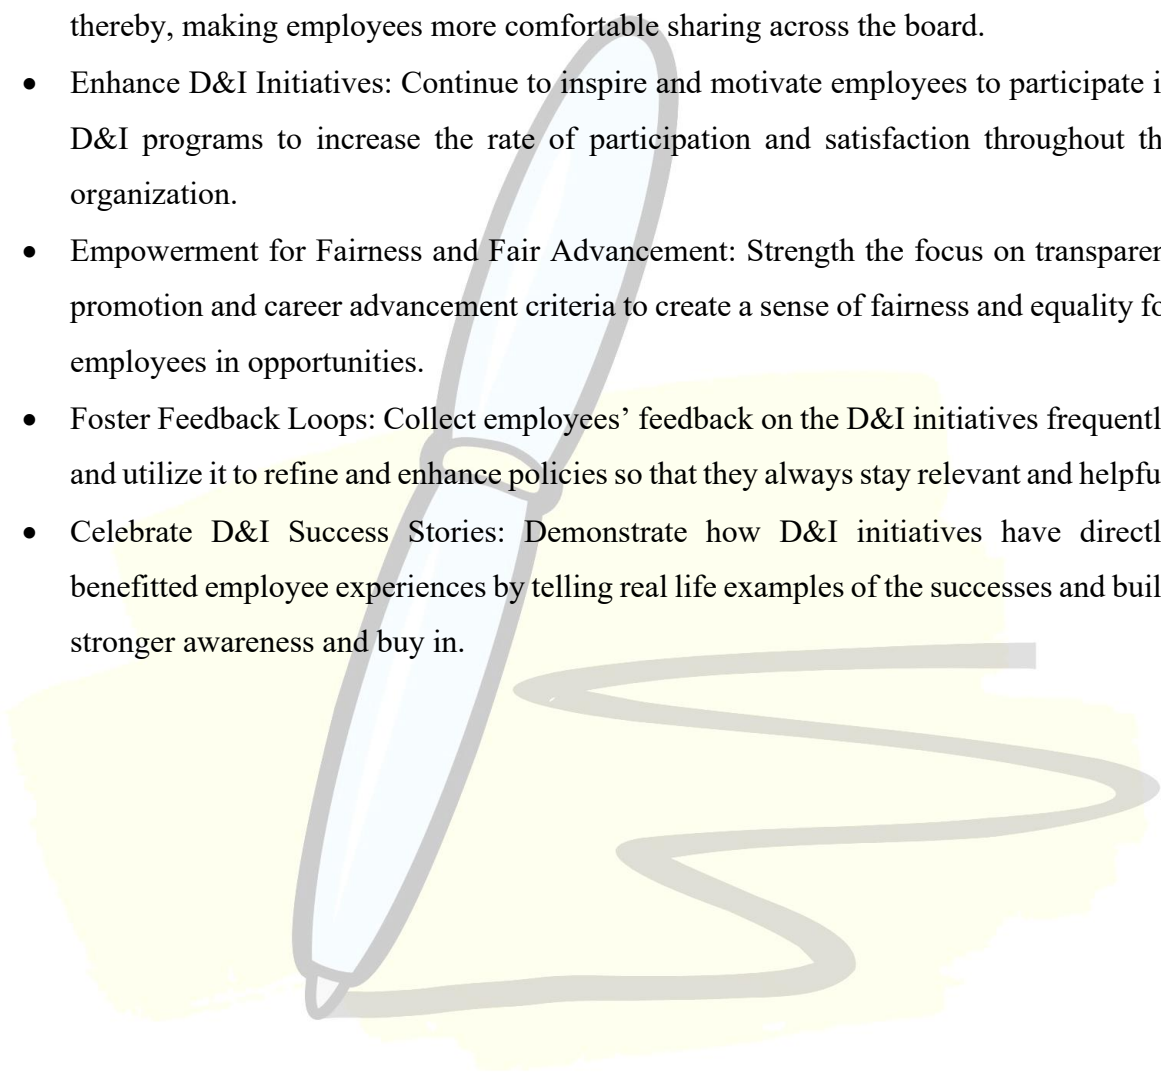 thereby, making employees more comfortable sharing across the board.
• Enhance D&I Initiatives: Continue to inspire and motivate employees to participate i
D&I programs to increase the rate of participation and satisfaction throughout th
organization.
• Empowerment for Fairness and Fair Advancement: Strength the focus on transparen
promotion and career advancement criteria to create a sense of fairness and equality fo
employees in opportunities.
• Foster Feedback Loops: Collect employees’ feedback on the D&I initiatives frequentl
and utilize it to refine and enhance policies so that they always stay relevant and helpfu
• Celebrate D&I Success Stories: Demonstrate how D&I initiatives have directl
benefitted employee experiences by telling real life examples of the successes and buil
stronger awareness and buy in.